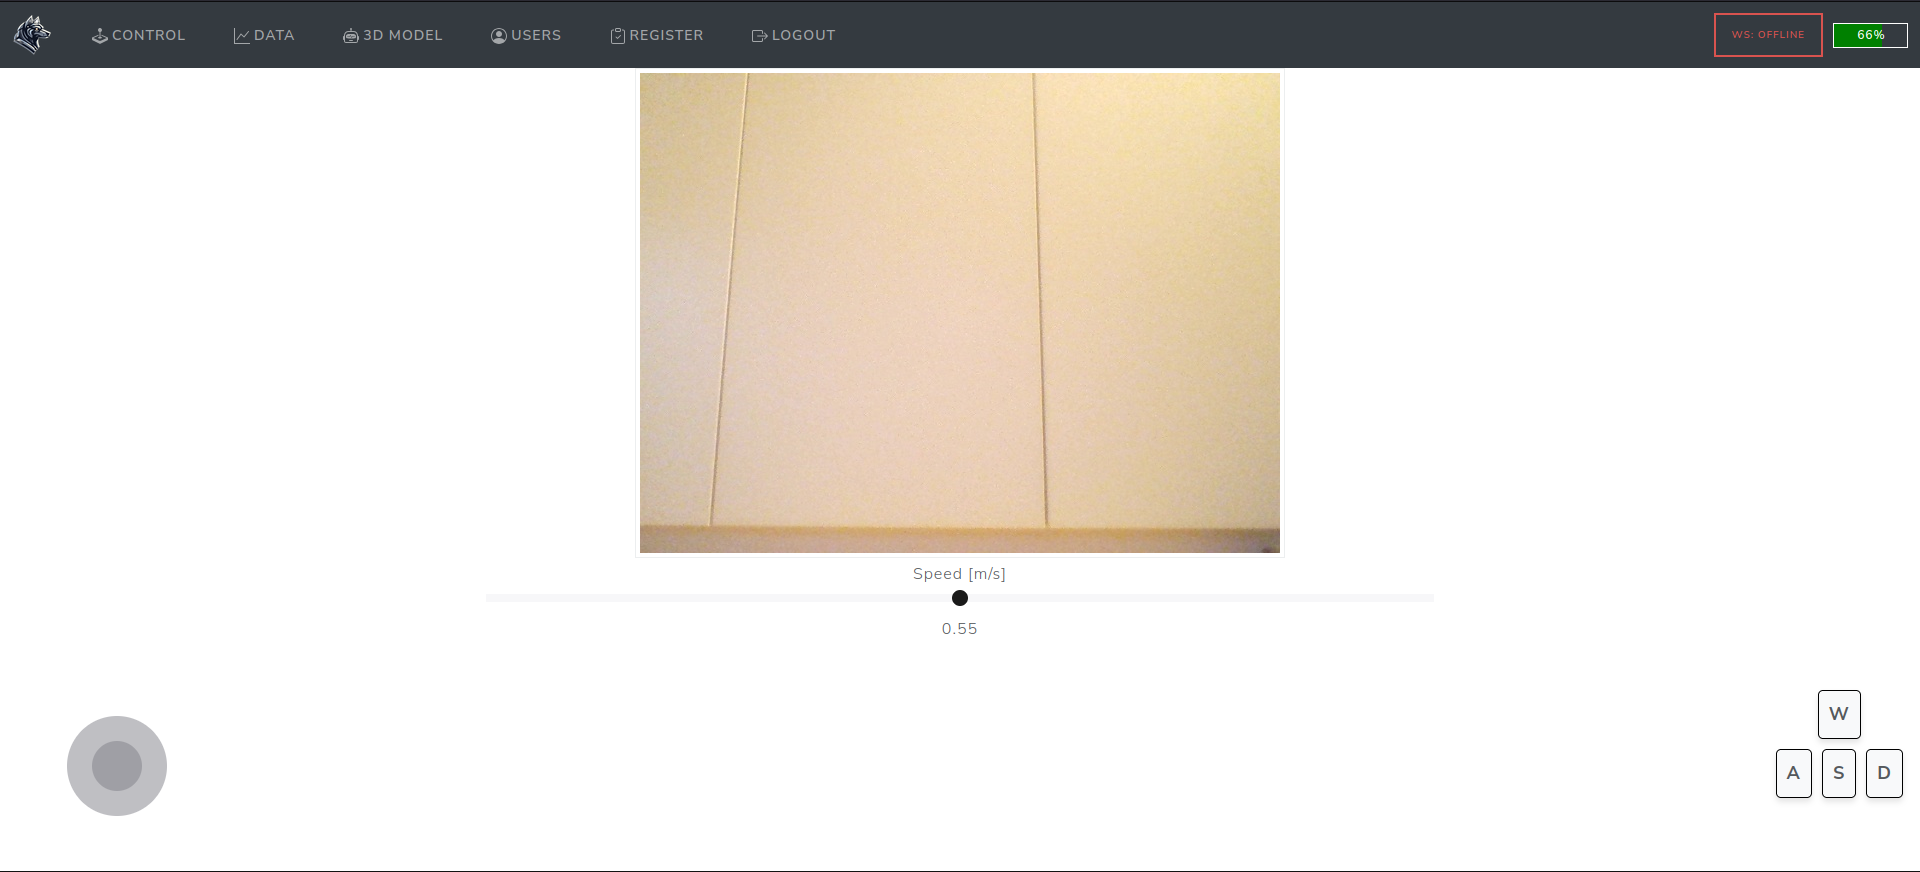 CONTROL DATA 3D MODEL USERS REGISTER LOGOUT WS: OFFLINE 66%
Speed [m/s]
0.55
W
A S D